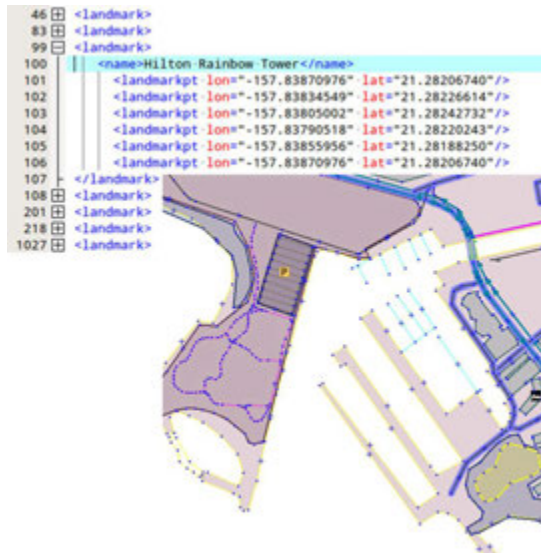 46 <landmark>
83 <landmark>
99 <landmark>
100 <name>Hilton Rainbow Tower</name>
101 <landmarkpt lon="-157.83870976" lat="21.28206740"/>
102 <landmarkpt lon="-157.83834549" lat="21.28226614"/>
103 <landmarkpt lon="-157.83805002" lat="21.28242732"/>
104 <landmarkpt lon="-157.83790518" lat="21.28220243"/>
105 <landmarkpt lon="-157.83855956" lat="21.28188250"/>
106 <landmarkpt lon="-157.83870976" lat="21.28206740"/>
107 </landmark>
108 <landmark>
201 <landmark>
218 <landmark>
1027 <landmark>
P